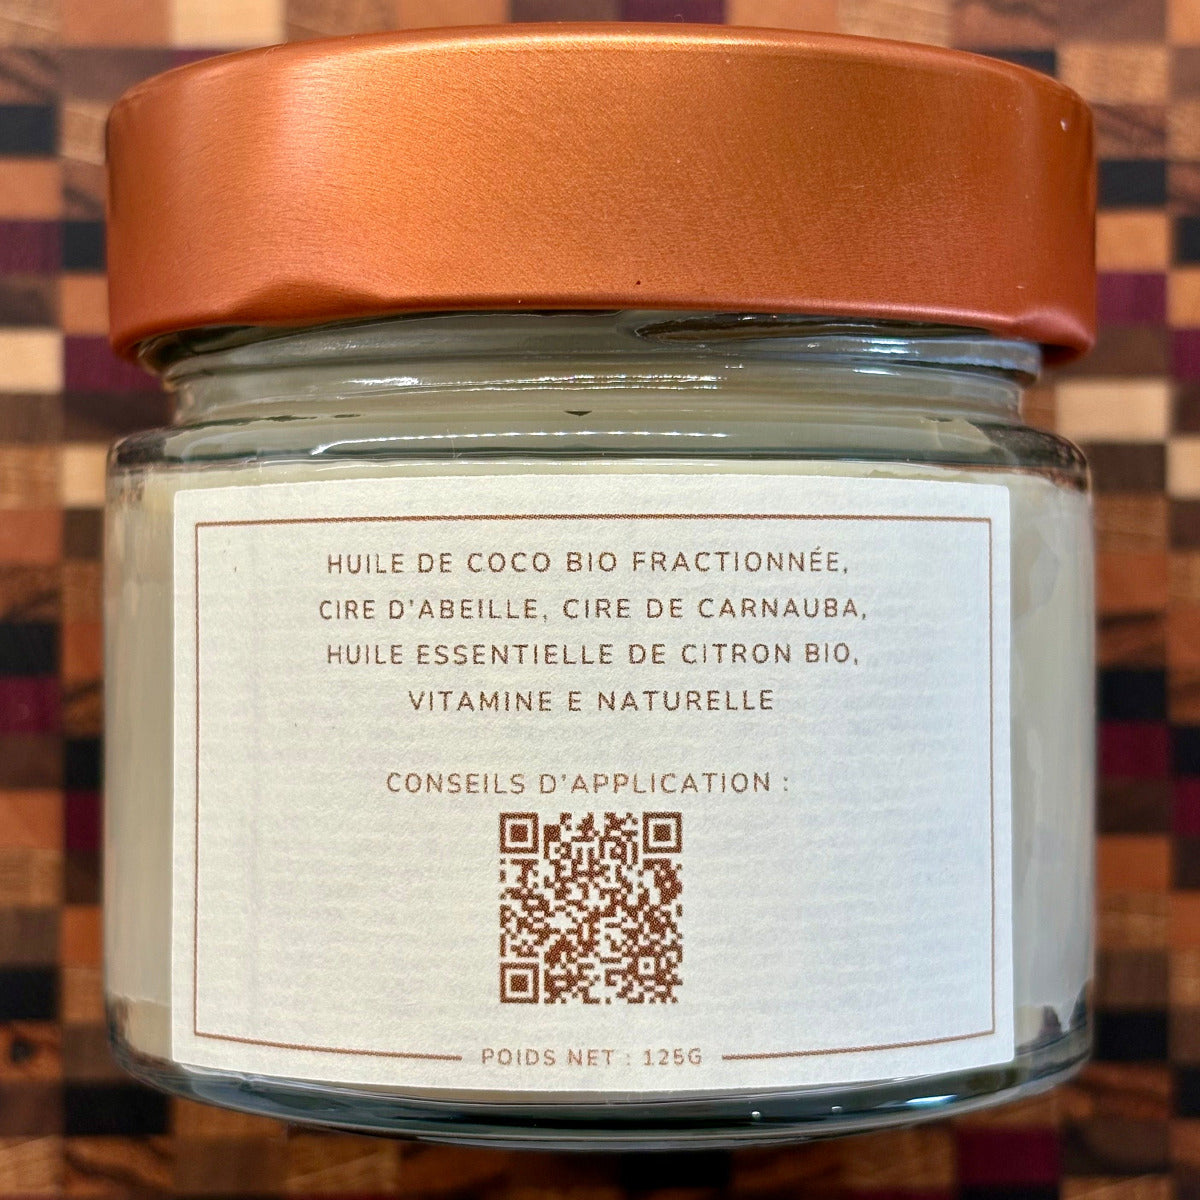 HUILE DE COCO BIO FRACTIONNÉE,
CIRE D'ABEILLE, CIRE DE CARNAUBA,
HUILE ESSENTIELLE DE CITRON BIO,
VITAMINE E NATURELLE
CONSEILS D'APPLICATION :
POIDS NET : 125G